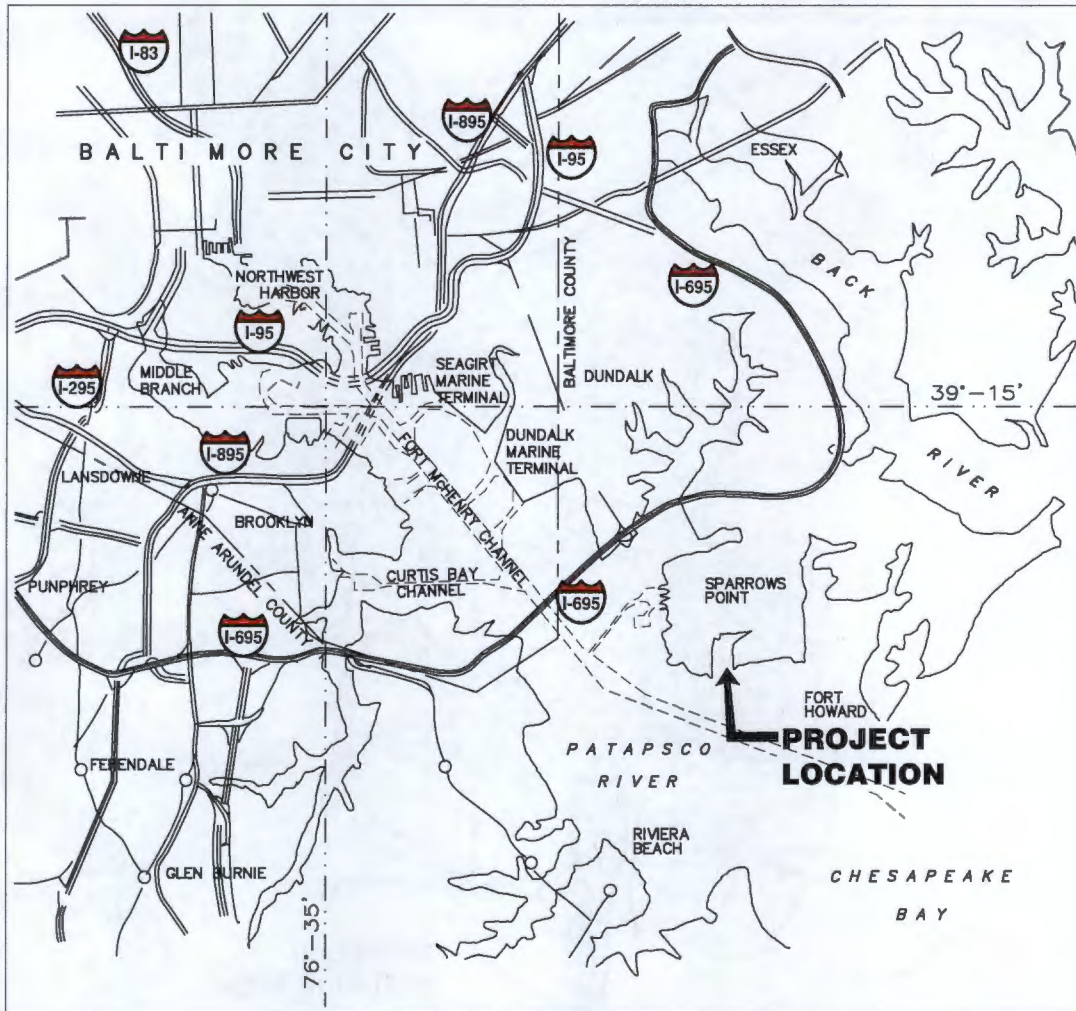 I-83
I-895
I-95
BALTIMORE CITY
ESSEX
BALTIMORE COUNTY
BACK
RIVER
I-695
NORTHWEST
HARBOR
I-95
I-295
MIDDLE
BRANCH
SEAGIRT
MARINE
TERMINAL
DUNDALK
39°-15'
DUNDALK
MARINE
TERMINAL
FORT McHENRY CHANNEL
I-895
LANSDOWNE
BROOKLYN
ANNE ARUNDEL COUNTY
CURTIS BAY
CHANNEL
PUNPHREY
I-695
I-695
SPARROWS
POINT
FORT
HOWARD
PROJECT
LOCATION
PATAPSCO
RIVER
FERENDALE
RIVIERA
BEACH
GLEN BURNIE
CHESAPEAKE
BAY
76°-35'